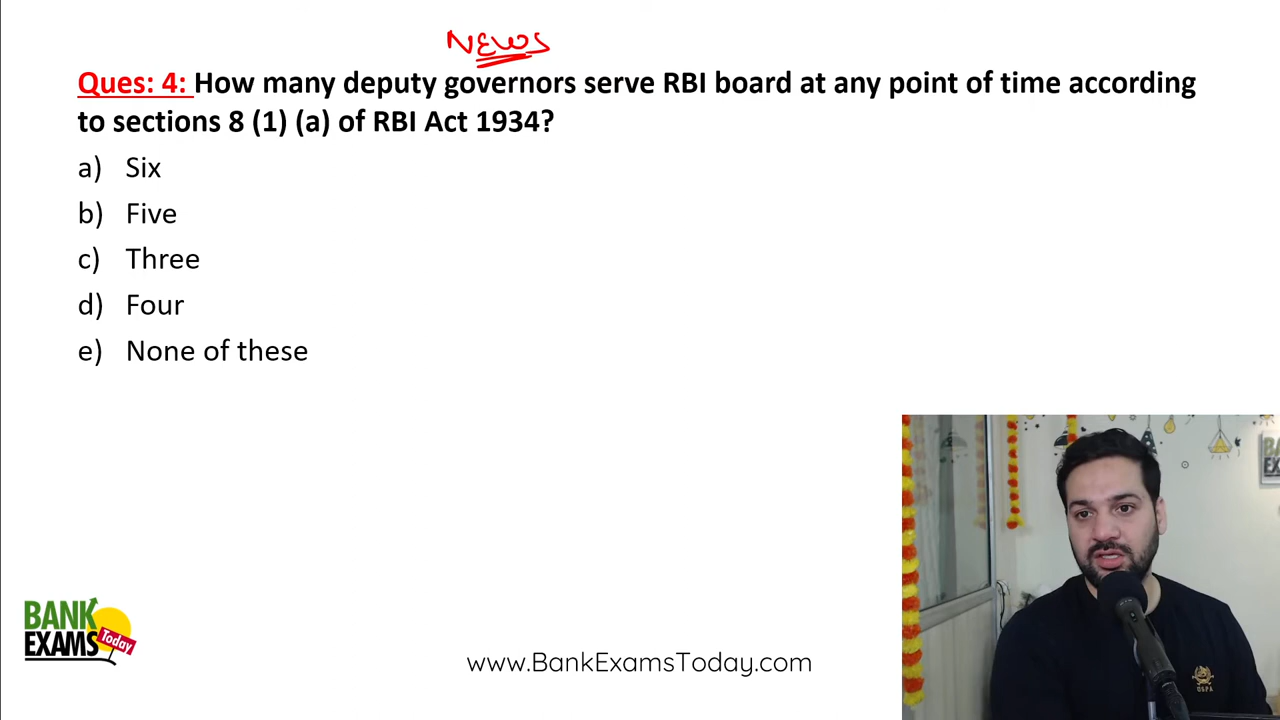 NEWS
Ques: 4: How many deputy governors serve RBI board at any point of time according
to sections 8 (1) (a) of RBI Act 1934?
a) Six
b) Five
c) Three
d) Four
e) None of these
BANK
EXAMS
Today
www.BankExamsToday.com
USPA